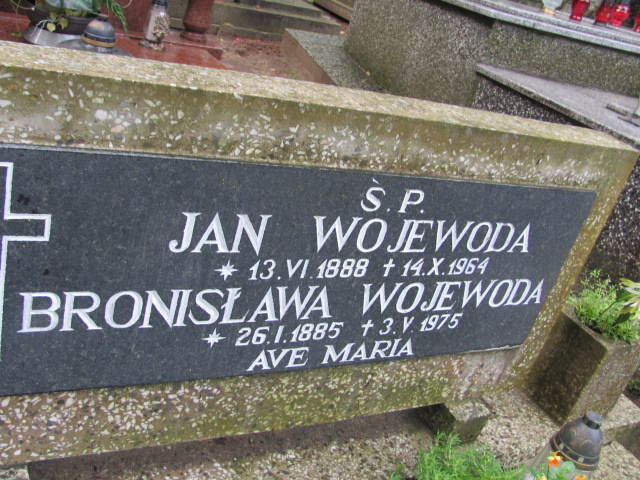 Ś.P.
JAN WOJEWODA
* 13.VI.1888 † 14.X.1964
BRONISŁAWA WOJEWODA
* 26.I.1885 † 3.V.1975
AVE MARIA